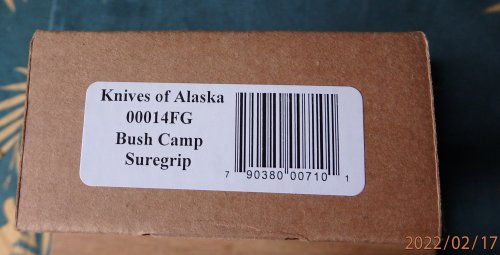 Knives of Alaska
00014FG
Bush Camp
Suregrip
7 90380 00710 1
2022/02/17